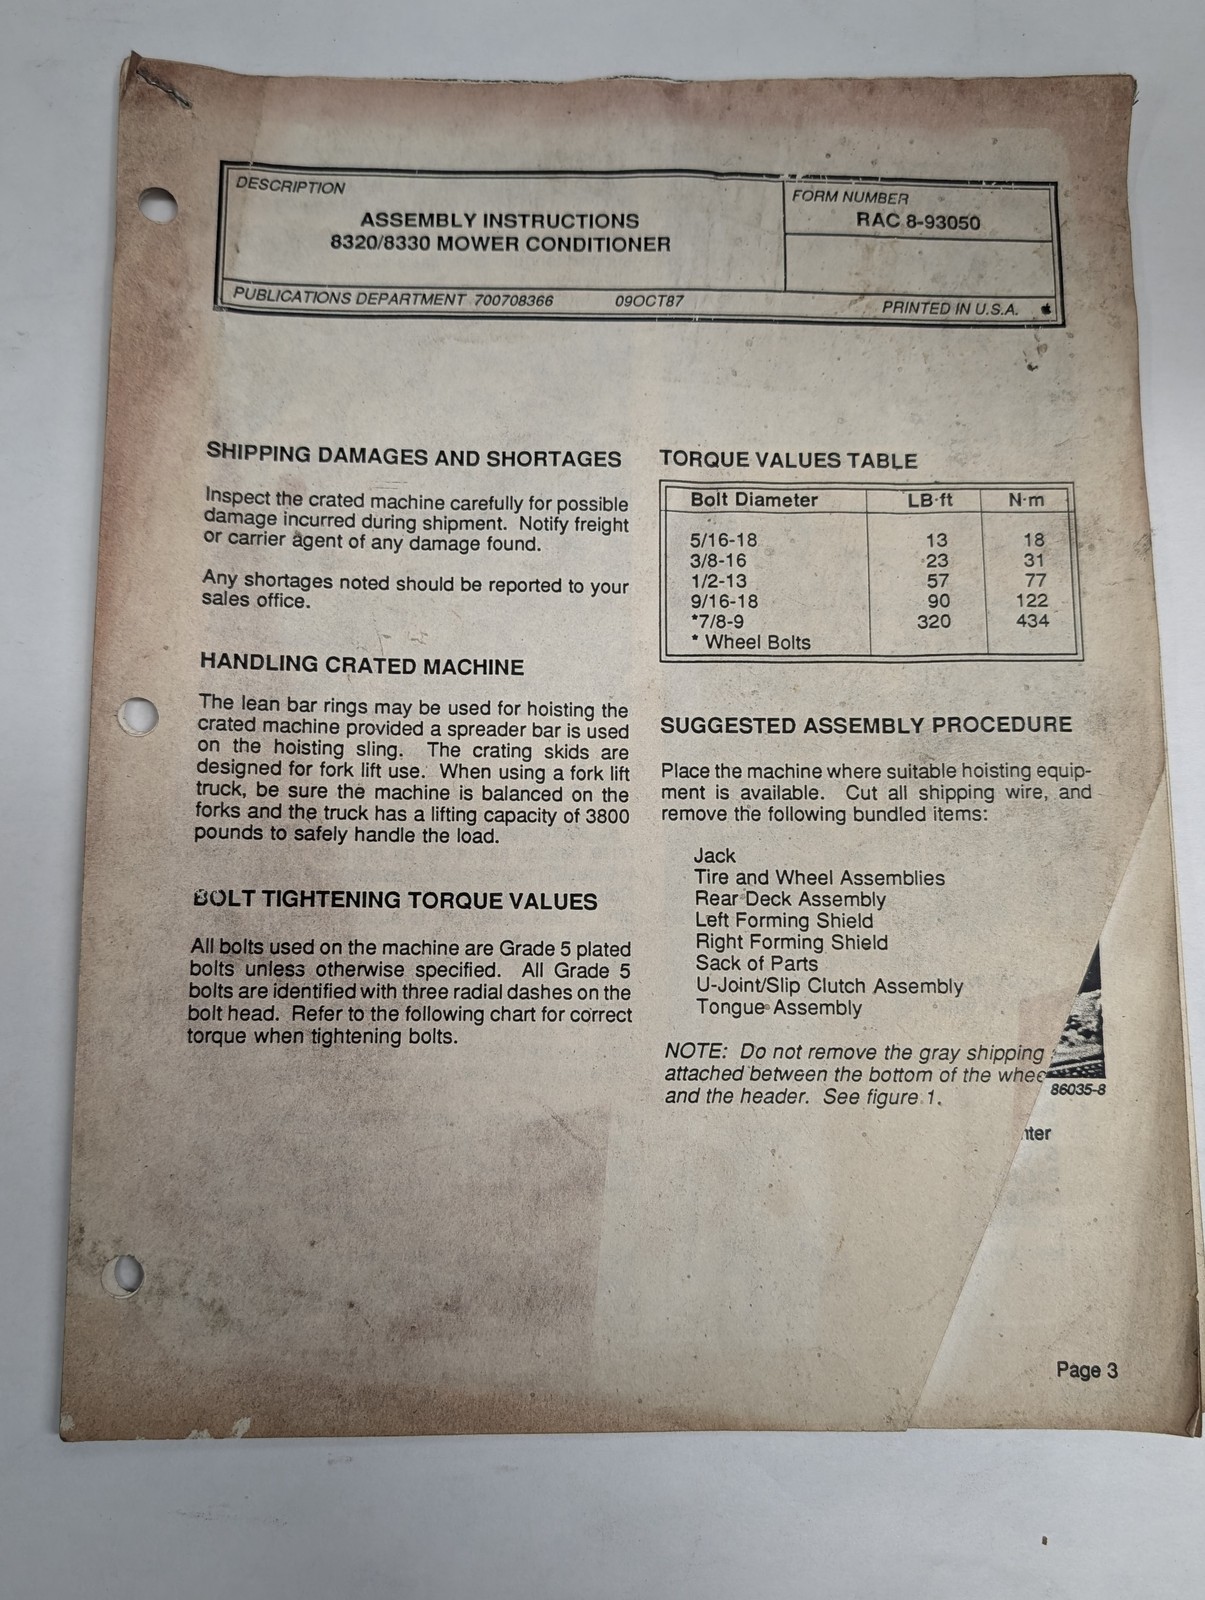 DESCRIPTION
ASSEMBLY INSTRUCTIONS
8320/8330 MOWER CONDITIONER
FORM NUMBER
RAC 8-93050
PUBLICATIONS DEPARTMENT 700708366 09OCT87
PRINTED IN U.S.A.
SHIPPING DAMAGES AND SHORTAGES
Inspect the crated machine carefully for possible
damage incurred during shipment. Notify freight
or carrier agent of any damage found.
Any shortages noted should be reported to your
sales office.
HANDLING CRATED MACHINE
The lean bar rings may be used for hoisting the
crated machine provided a spreader bar is used
on the hoisting sling. The crating skids are
designed for fork lift use. When using a fork lift
truck, be sure the machine is balanced on the
forks and the truck has a lifting capacity of 3800
pounds to safely handle the load.
BOLT TIGHTENING TORQUE VALUES
All bolts used on the machine are Grade 5 plated
bolts unless otherwise specified. All Grade 5
bolts are identified with three radial dashes on the
bolt head. Refer to the following chart for correct
torque when tightening bolts.
TORQUE VALUES TABLE
Bolt Diameter LB·ft N·m
5/16-18 13 18
3/8-16 23 31
1/2-13 57 77
9/16-18 90 122
*7/8-9 320 434
* Wheel Bolts
SUGGESTED ASSEMBLY PROCEDURE
Place the machine where suitable hoisting equip-
ment is available. Cut all shipping wire, and
remove the following bundled items:
Jack
Tire and Wheel Assemblies
Rear Deck Assembly
Left Forming Shield
Right Forming Shield
Sack of Parts
U-Joint/Slip Clutch Assembly
Tongue Assembly
NOTE: Do not remove the gray shipping
attached between the bottom of the
and the header. See figure 1.
86035-8
Page 3